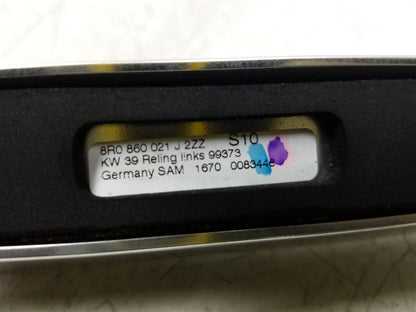 8R0 860 021 J 2ZZ S10
KW 39 Reling links 99373
Germany SAM 1670 0083446